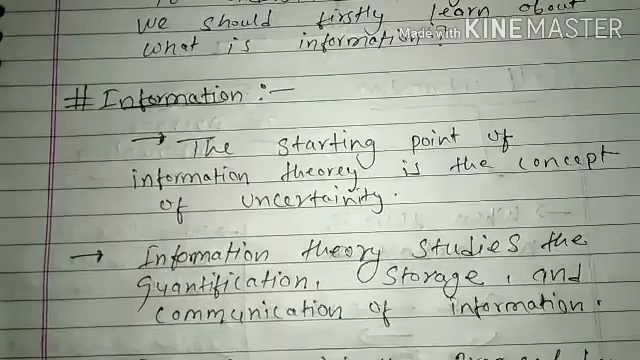 we should firstly learn about
what is information?
Made with KINEMASTER
# Information :-
→ The starting point of
information theorey is the concept
of uncertainity.
→ Information theory studies the
quantification, storage, and
communication of information.